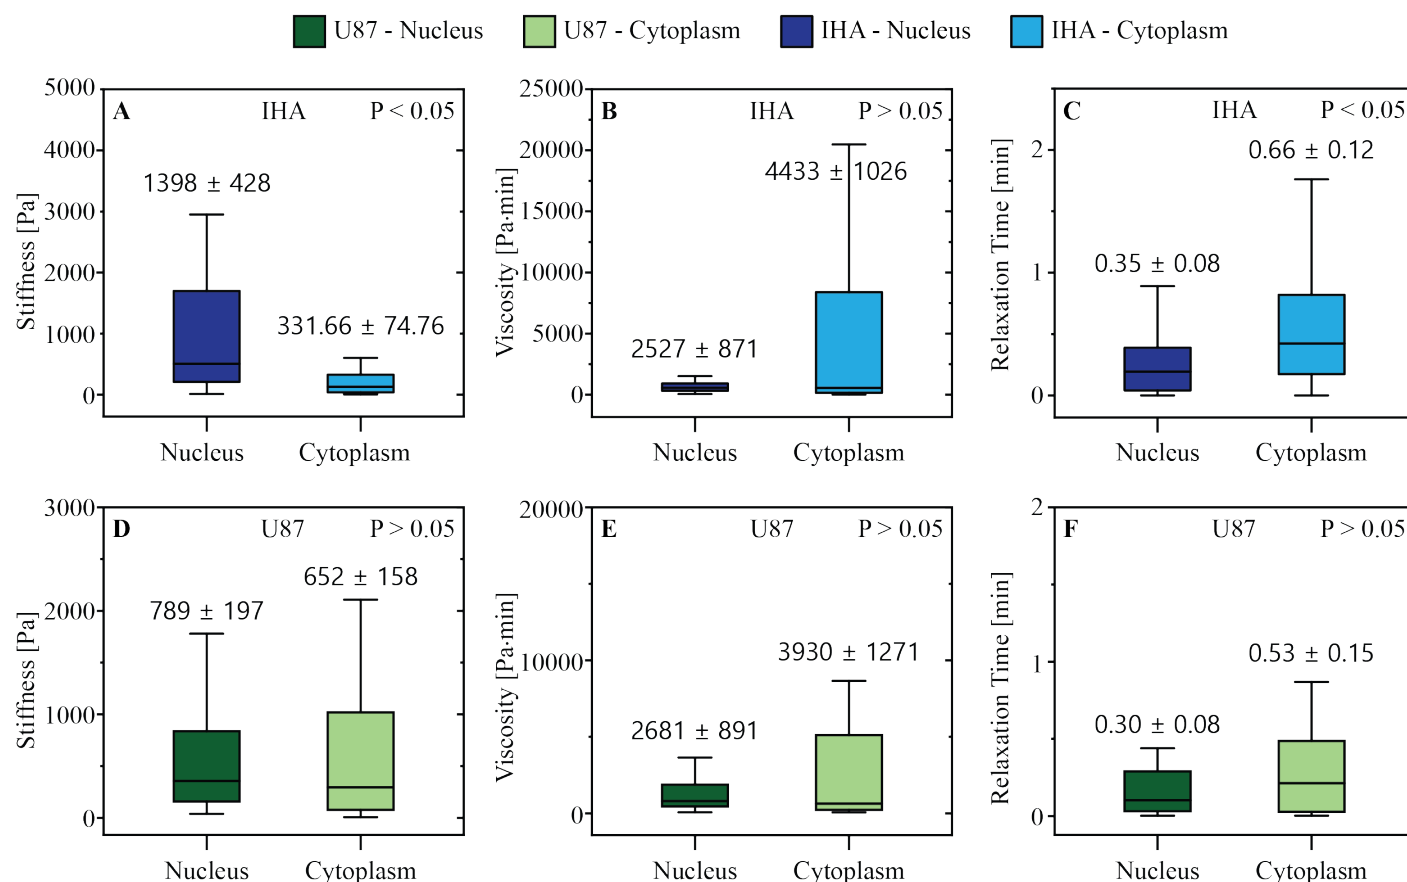 U87 - Nucleus U87 - Cytoplasm IHA - Nucleus IHA - Cytoplasm
A IHA P < 0.05
Stiffness [Pa]
5000
4000
3000
2000
1000
0
1398 ± 428
331.66 ± 74.76
Nucleus Cytoplasm
B IHA P > 0.05
Viscosity [Pa·min]
25000
20000
15000
10000
5000
0
4433 ± 1026
2527 ± 871
Nucleus Cytoplasm
C IHA P < 0.05
Relaxation Time [min]
2
1
0
0.66 ± 0.12
0.35 ± 0.08
Nucleus Cytoplasm
D U87 P > 0.05
Stiffness [Pa]
3000
2000
1000
0
652 ± 158
789 ± 197
Nucleus Cytoplasm
E U87 P > 0.05
Viscosity [Pa·min]
20000
10000
0
3930 ± 1271
2681 ± 891
Nucleus Cytoplasm
F U87 P > 0.05
Relaxation Time [min]
2
1
0
0.53 ± 0.15
0.30 ± 0.08
Nucleus Cytoplasm